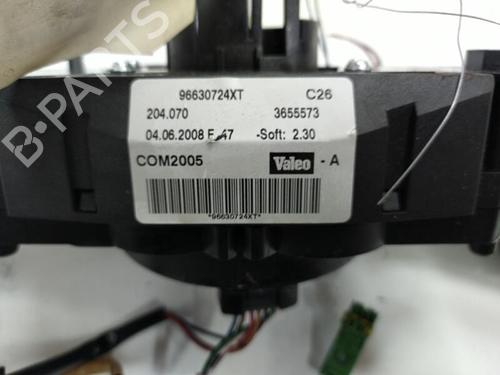 B-PARTS
96630724XT C26
204.070 3655573
04.06.2008 F 47 -Soft: 2.30
COM2005 Valeo - A
*96630724XT*